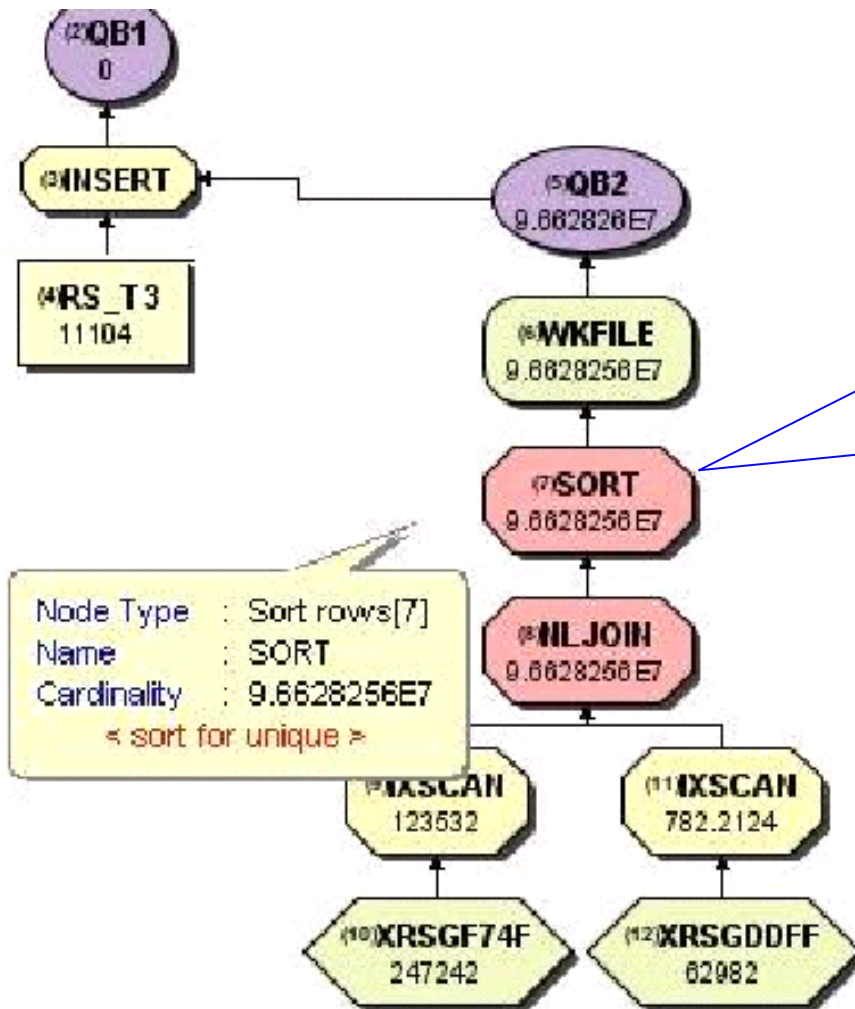 (2)QB1
0
(3)INSERT
(5)QB2
9.662826E7
(4)RS_T3
11104
(6)WKFILE
9.6628256E7
(7)SORT
9.6628256E7
Node Type : Sort rows[7]
Name : SORT
Cardinality : 9.6628256E7
< sort for unique >
(8)NLJOIN
9.6628256E7
(9)IXSCAN
123532
(11)IXSCAN
782.2124
(10)XRSGF74F
247242
(12)XRSGDDFF
62982